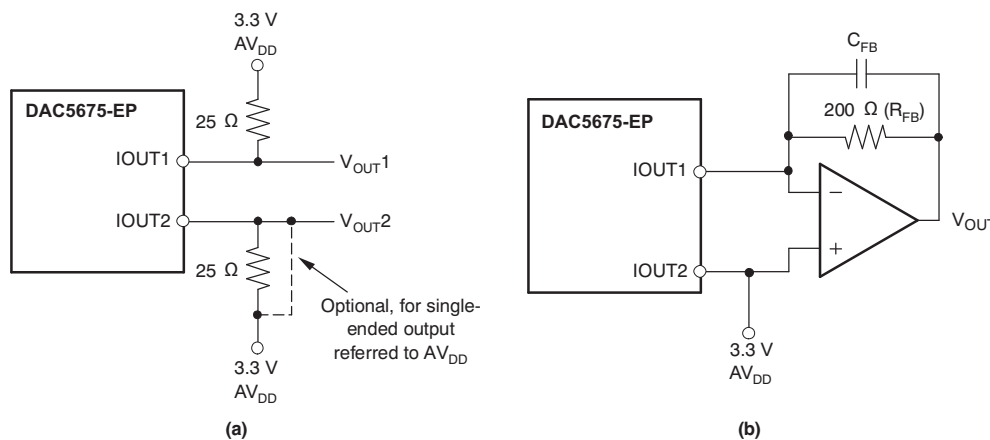 3.3 V
AV_DD
DAC5675-EP
25 Ω
IOUT1
V_OUT1
IOUT2
V_OUT2
25 Ω
Optional, for single-
ended output
referred to AV_DD
3.3 V
AV_DD
(a)
C_FB
200 Ω (R_FB)
DAC5675-EP
IOUT1
−
V_OUT
+
IOUT2
3.3 V
AV_DD
(b)